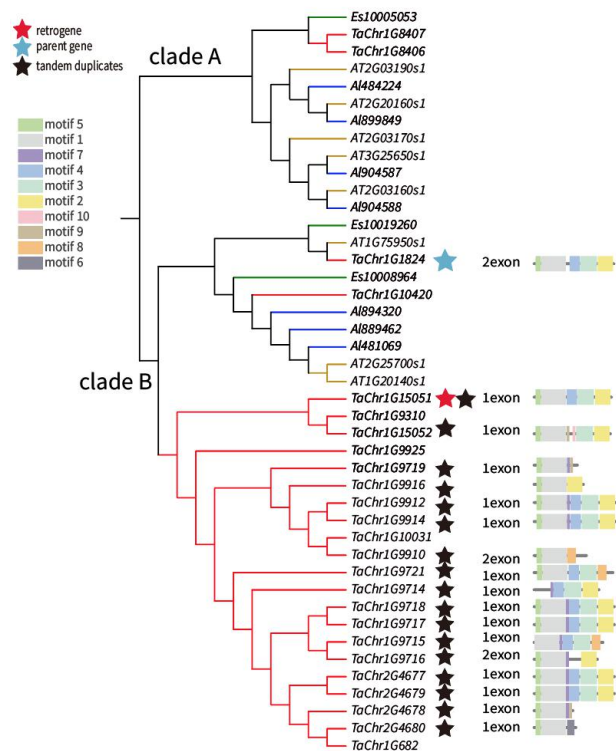 retrogene
parent gene
tandem duplicates
motif 5
motif 1
motif 7
motif 4
motif 3
motif 2
motif 10
motif 9
motif 8
motif 6
clade A
clade B
Es10005053
TaChr1G8407
TaChr1G8406
AT2G03190s1
Al484224
AT2G20160s1
Al899849
AT2G03170s1
AT3G25650s1
Al904587
AT2G03160s1
Al904588
Es10019260
AT1G75950s1
TaChr1G1824 2exon
Es10008964
TaChr1G10420
Al894320
Al889462
Al481069
AT2G25700s1
AT1G20140s1
TaChr1G15051 1exon
TaChr1G9310
TaChr1G15052 1exon
TaChr1G9925
TaChr1G9719 1exon
TaChr1G9916
TaChr1G9912 1exon
TaChr1G9914 1exon
TaChr1G10031
TaChr1G9910 2exon
TaChr1G9721 1exon
TaChr1G9714 1exon
TaChr1G9718 1exon
TaChr1G9717 1exon
TaChr1G9715 1exon
TaChr1G9716 2exon
TaChr2G4677 1exon
TaChr2G4679 1exon
TaChr2G4678 1exon
TaChr2G4680 1exon
TaChr1G682